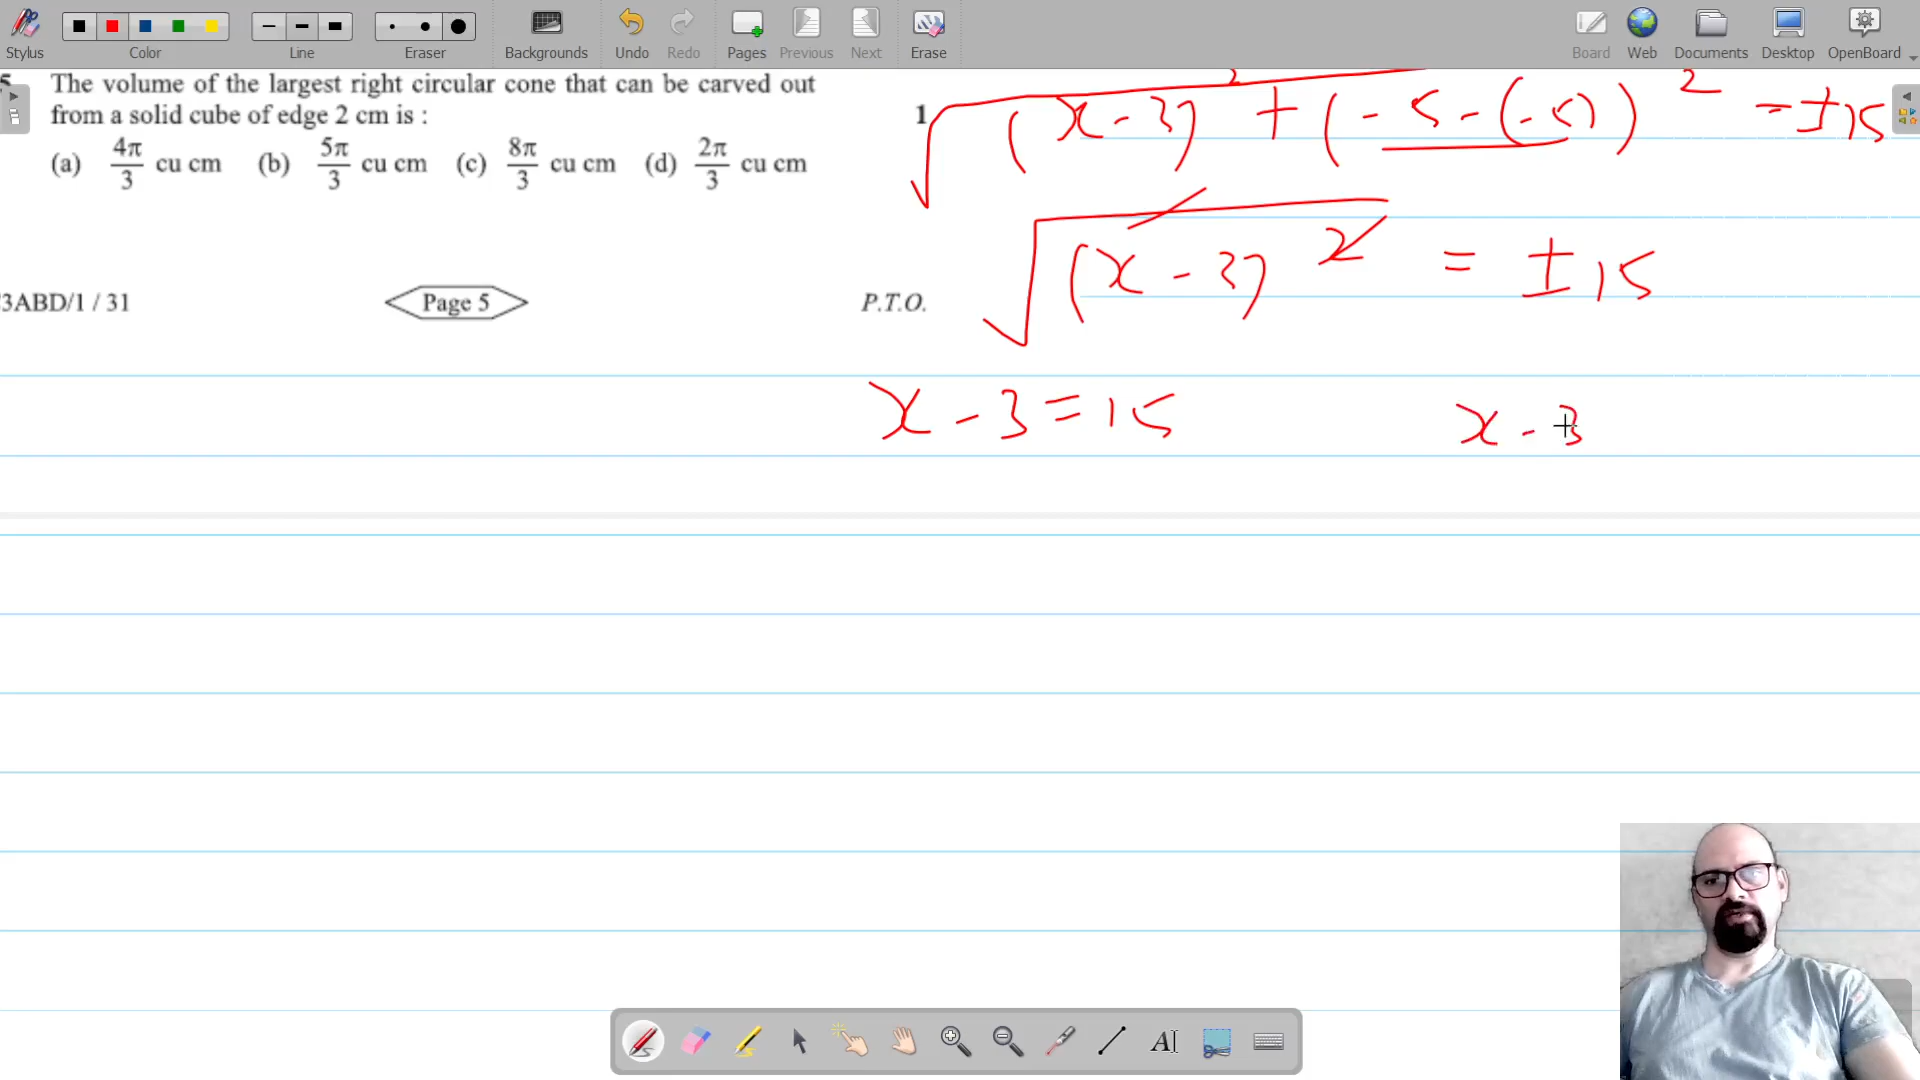 Stylus Color Line Eraser Backgrounds Undo Redo Pages Previous Next Erase Board Web Documents Desktop OpenBoard
The volume of the largest right circular cone that can be carved out
from a solid cube of edge 2 cm is : 1
(a) 4π/3 cu cm (b) 5π/3 cu cm (c) 8π/3 cu cm (d) 2π/3 cu cm
3ABD/1 / 31 Page 5 P.T.O.
√(x - 3)² + (-5 - (-5))² = ±15
√(x - 3)² = ±15
x - 3 = 15
x - 3
AI